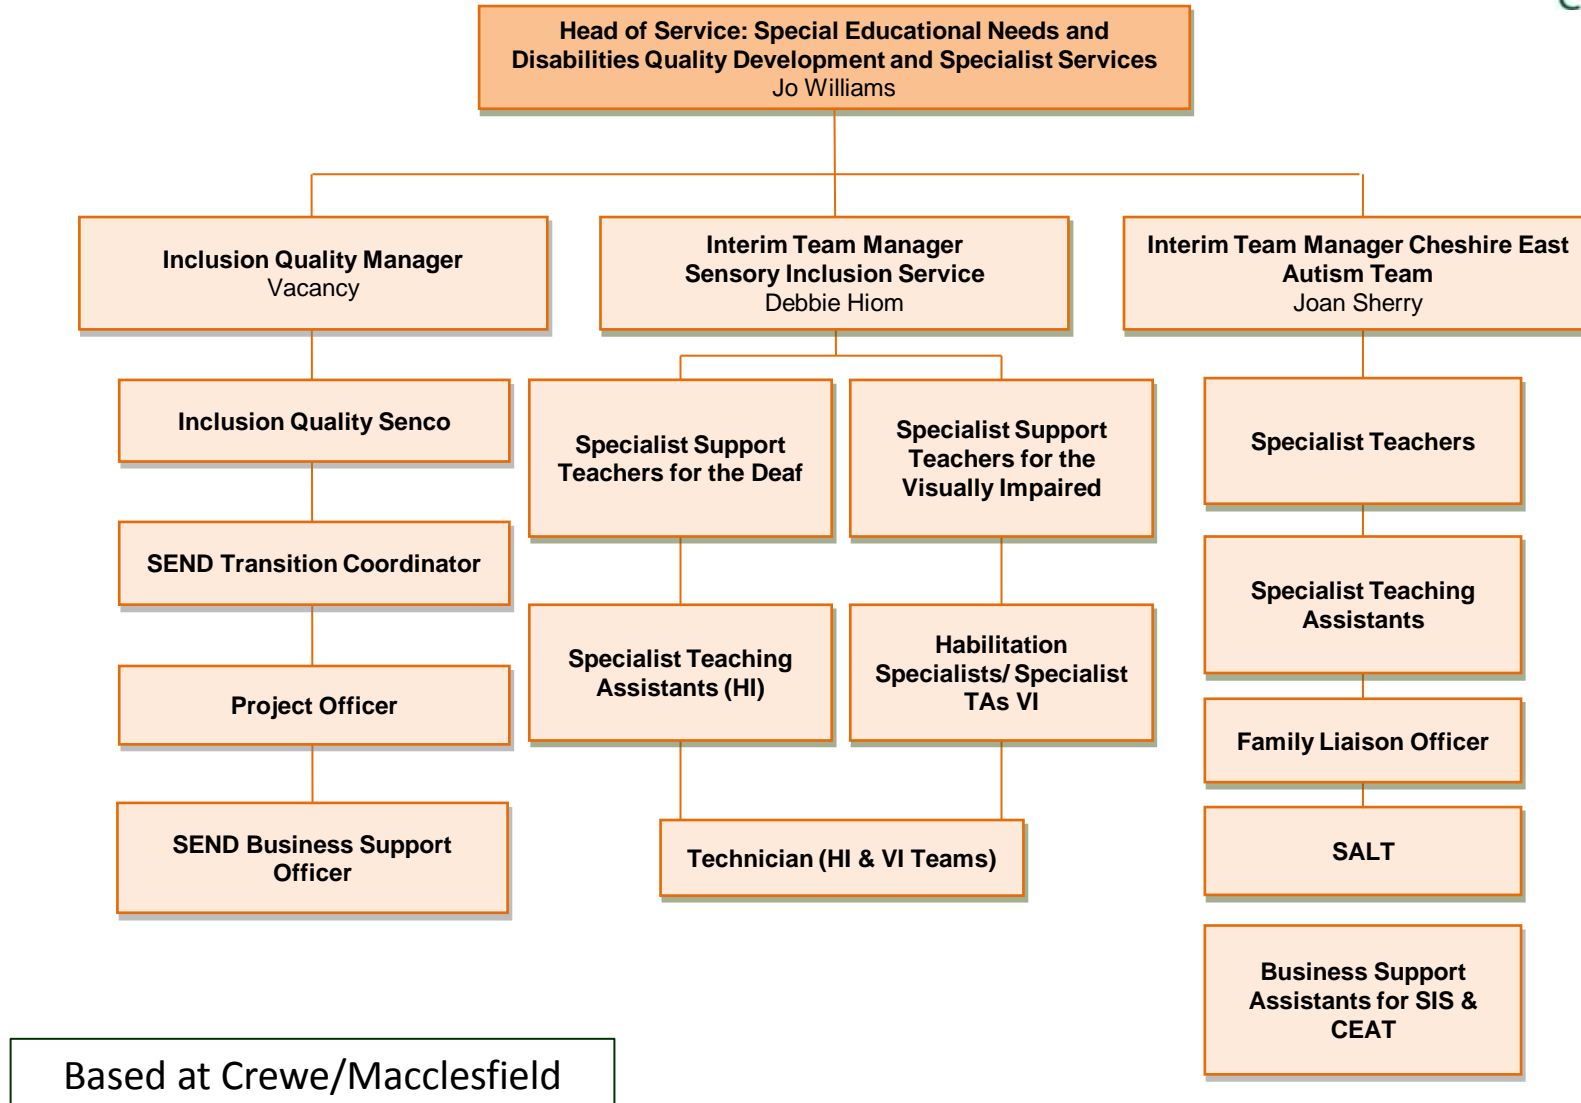 Head of Service: Special Educational Needs and
Disabilities Quality Development and Specialist Services
Jo Williams
Inclusion Quality Manager
Vacancy
Interim Team Manager
Sensory Inclusion Service
Debbie Hiom
Interim Team Manager Cheshire East
Autism Team
Joan Sherry
Inclusion Quality Senco
SEND Transition Coordinator
Project Officer
SEND Business Support
Officer
Specialist Support
Teachers for the Deaf
Specialist Teaching
Assistants (HI)
Specialist Support
Teachers for the
Visually Impaired
Habilitation
Specialists/ Specialist
TAs VI
Technician (HI & VI Teams)
Specialist Teachers
Specialist Teaching
Assistants
Family Liaison Officer
SALT
Business Support
Assistants for SIS &
CEAT
Based at Crewe/Macclesfield